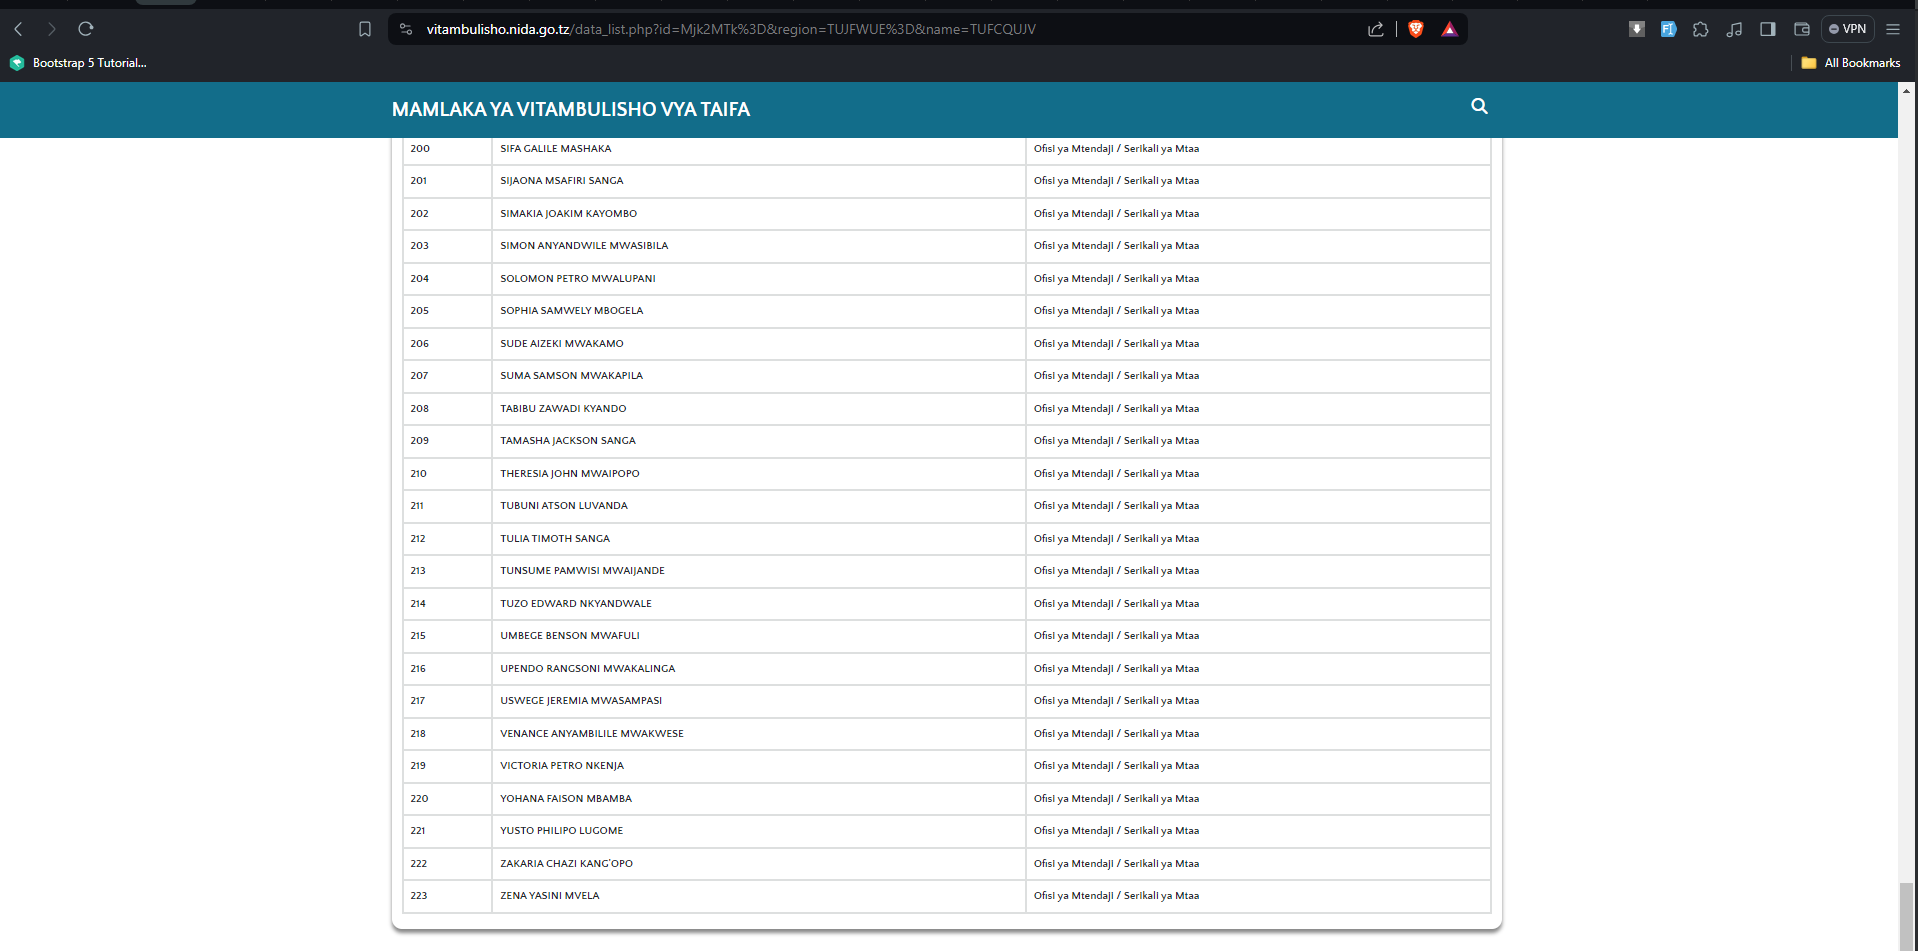 vitambulisho.nida.go.tz/data_list.php?id=Mjk2MTk%3D&region=TUJFWUE%3D&name=TUFCQUJV
VPN
Bootstrap 5 Tutorial...
All Bookmarks
MAMLAKA YA VITAMBULISHO VYA TAIFA
200 SIFA GALILE MASHAKA Ofisi ya Mtendaji / Serikali ya Mtaa
201 SIJAONA MSAFIRI SANGA Ofisi ya Mtendaji / Serikali ya Mtaa
202 SIMAKIA JOAKIM KAYOMBO Ofisi ya Mtendaji / Serikali ya Mtaa
203 SIMON ANYANDWILE MWASIBILA Ofisi ya Mtendaji / Serikali ya Mtaa
204 SOLOMON PETRO MWALUPANI Ofisi ya Mtendaji / Serikali ya Mtaa
205 SOPHIA SAMWELY MBOGELA Ofisi ya Mtendaji / Serikali ya Mtaa
206 SUDE AIZEKI MWAKAMO Ofisi ya Mtendaji / Serikali ya Mtaa
207 SUMA SAMSON MWAKAPILA Ofisi ya Mtendaji / Serikali ya Mtaa
208 TABIBU ZAWADI KYANDO Ofisi ya Mtendaji / Serikali ya Mtaa
209 TAMASHA JACKSON SANGA Ofisi ya Mtendaji / Serikali ya Mtaa
210 THERESIA JOHN MWAIPOPO Ofisi ya Mtendaji / Serikali ya Mtaa
211 TUBUNI ATSON LUVANDA Ofisi ya Mtendaji / Serikali ya Mtaa
212 TULIA TIMOTH SANGA Ofisi ya Mtendaji / Serikali ya Mtaa
213 TUNSUME PAMWISI MWAIJANDE Ofisi ya Mtendaji / Serikali ya Mtaa
214 TUZO EDWARD NKYANDWALE Ofisi ya Mtendaji / Serikali ya Mtaa
215 UMBEGE BENSON MWAFULI Ofisi ya Mtendaji / Serikali ya Mtaa
216 UPENDO RANGSONI MWAKALINGA Ofisi ya Mtendaji / Serikali ya Mtaa
217 USWEGE JEREMIA MWASAMPASI Ofisi ya Mtendaji / Serikali ya Mtaa
218 VENANCE ANYAMBILILE MWAKWESE Ofisi ya Mtendaji / Serikali ya Mtaa
219 VICTORIA PETRO NKENJA Ofisi ya Mtendaji / Serikali ya Mtaa
220 YOHANA FAISON MBAMBA Ofisi ya Mtendaji / Serikali ya Mtaa
221 YUSTO PHILIPO LUGOME Ofisi ya Mtendaji / Serikali ya Mtaa
222 ZAKARIA CHAZI KANG'OPO Ofisi ya Mtendaji / Serikali ya Mtaa
223 ZENA YASINI MVELA Ofisi ya Mtendaji / Serikali ya Mtaa